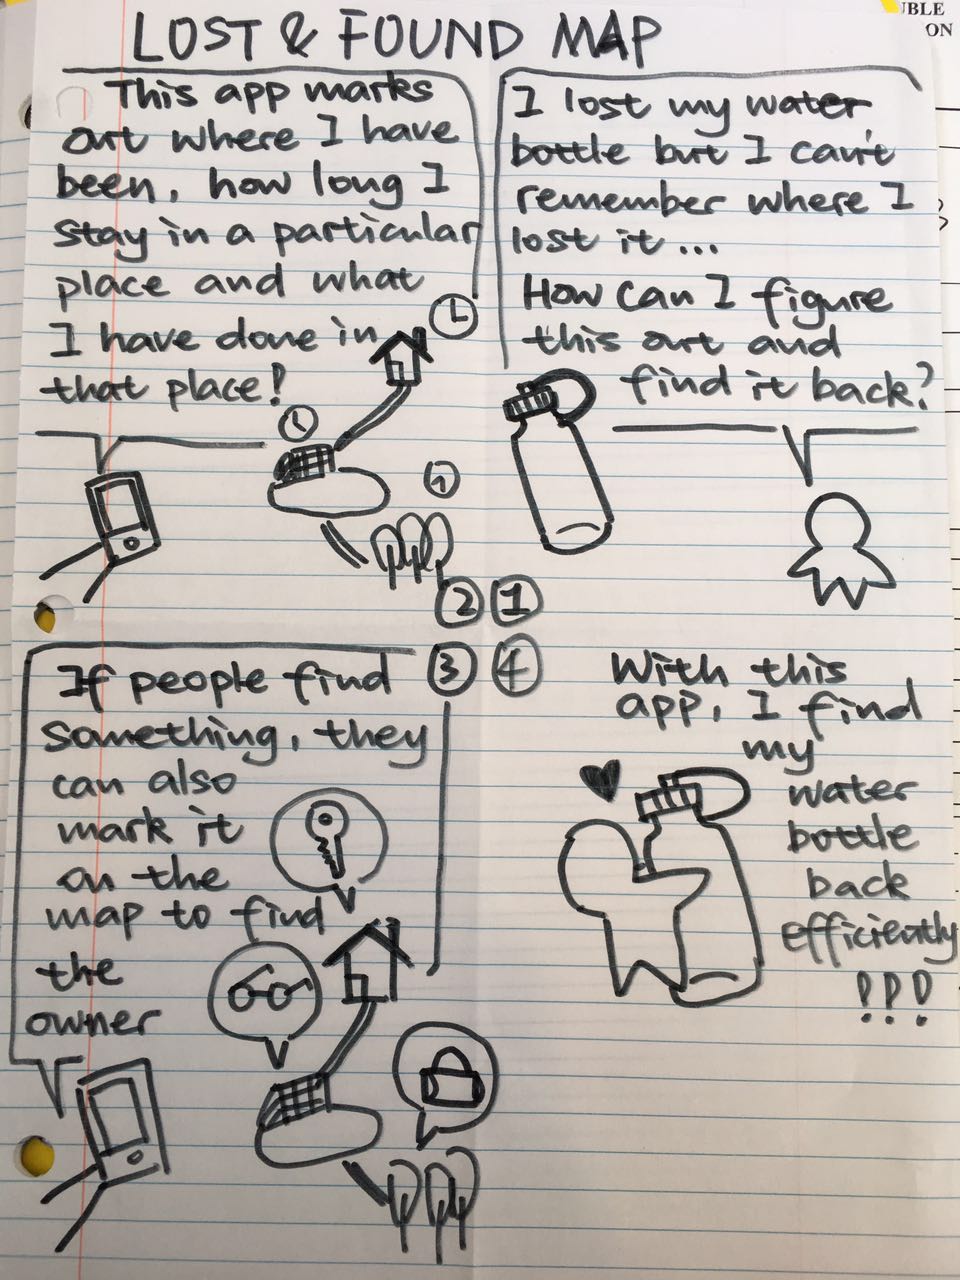 UBLE
ON
LOST & FOUND MAP
I lost my water
bottle but I can't
remember where I
lost it...
How can I figure
this out and
find it back?
1
This app marks
out where I have
been, how long I
stay in a particular
place and what
I have done in
that place!
2
3
If people find
something, they
can also
mark it
on the
map to find
the
owner
4
With this
app, I find
my
water
bottle
back
efficiently
!!!